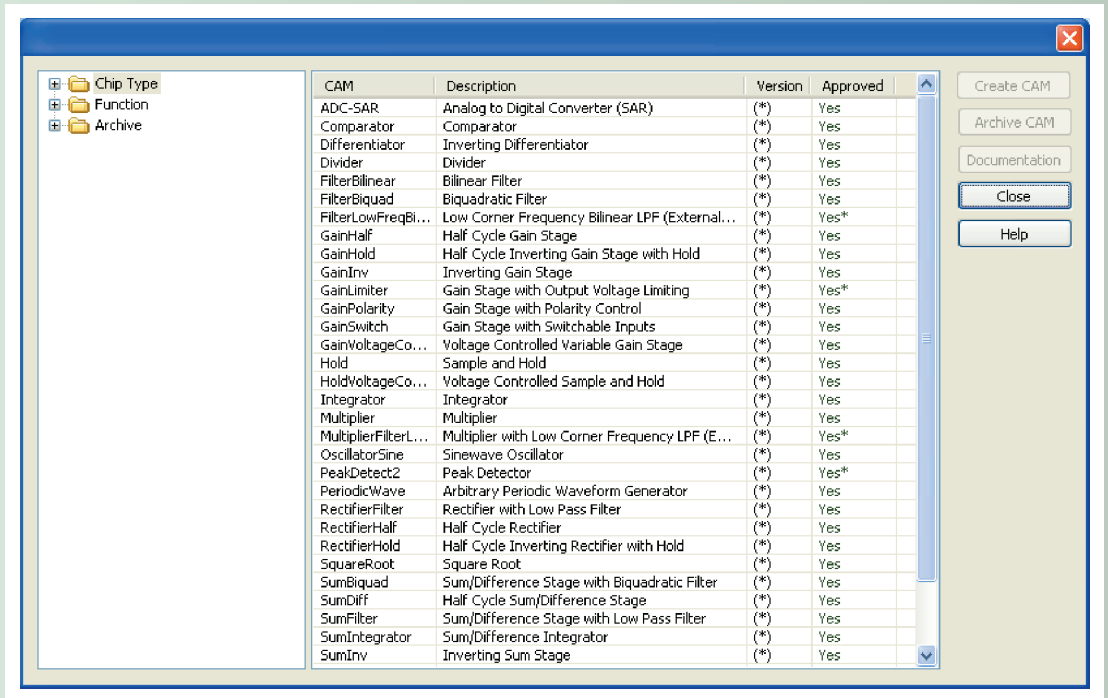 Chip Type
Function
Archive
CAM Description Version Approved
ADC-SAR Analog to Digital Converter (SAR) (*) Yes
Comparator Comparator (*) Yes
Differentiator Inverting Differentiator (*) Yes
Divider Divider (*) Yes
FilterBilinear Bilinear Filter (*) Yes
FilterBiquad Biquadratic Filter (*) Yes
FilterLowFreqBi... Low Corner Frequency Bilinear LPF (External... (*) Yes*
GainHalf Half Cycle Gain Stage (*) Yes
GainHold Half Cycle Inverting Gain Stage with Hold (*) Yes
GainInv Inverting Gain Stage (*) Yes
GainLimiter Gain Stage with Output Voltage Limiting (*) Yes*
GainPolarity Gain Stage with Polarity Control (*) Yes
GainSwitch Gain Stage with Switchable Inputs (*) Yes
GainVoltageCo... Voltage Controlled Variable Gain Stage (*) Yes
Hold Sample and Hold (*) Yes
HoldVoltageCo... Voltage Controlled Sample and Hold (*) Yes
Integrator Integrator (*) Yes
Multiplier Multiplier (*) Yes
MultiplierFilterL... Multiplier with Low Corner Frequency LPF (E... (*) Yes*
OscillatorSine Sinewave Oscillator (*) Yes
PeakDetect2 Peak Detector (*) Yes*
PeriodicWave Arbitrary Periodic Waveform Generator (*) Yes
RectifierFilter Rectifier with Low Pass Filter (*) Yes
RectifierHalf Half Cycle Rectifier (*) Yes
RectifierHold Half Cycle Inverting Rectifier with Hold (*) Yes
SquareRoot Square Root (*) Yes
SumBiquad Sum/Difference Stage with Biquadratic Filter (*) Yes
SumDiff Half Cycle Sum/Difference Stage (*) Yes
SumFilter Sum/Difference Stage with Low Pass Filter (*) Yes
SumIntegrator Sum/Difference Integrator (*) Yes
SumInv Inverting Sum Stage (*) Yes
Create CAM
Archive CAM
Documentation
Close
Help